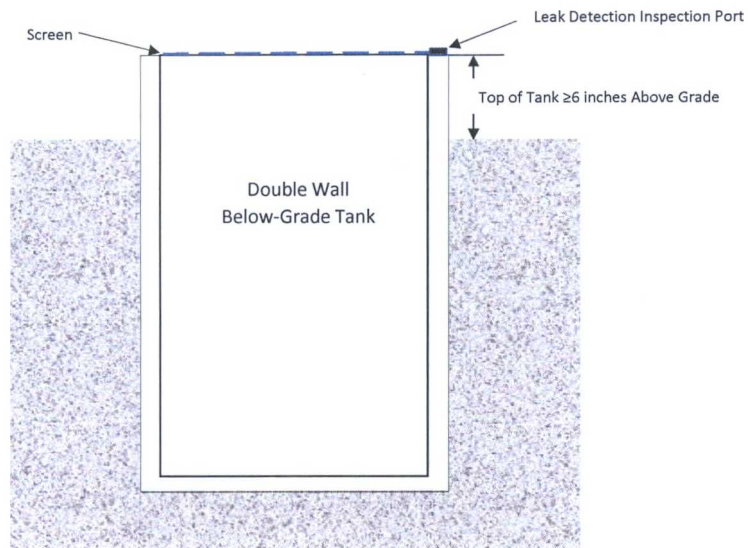 Leak Detection Inspection Port
Screen
Top of Tank ≥6 inches Above Grade
Double Wall
Below-Grade Tank